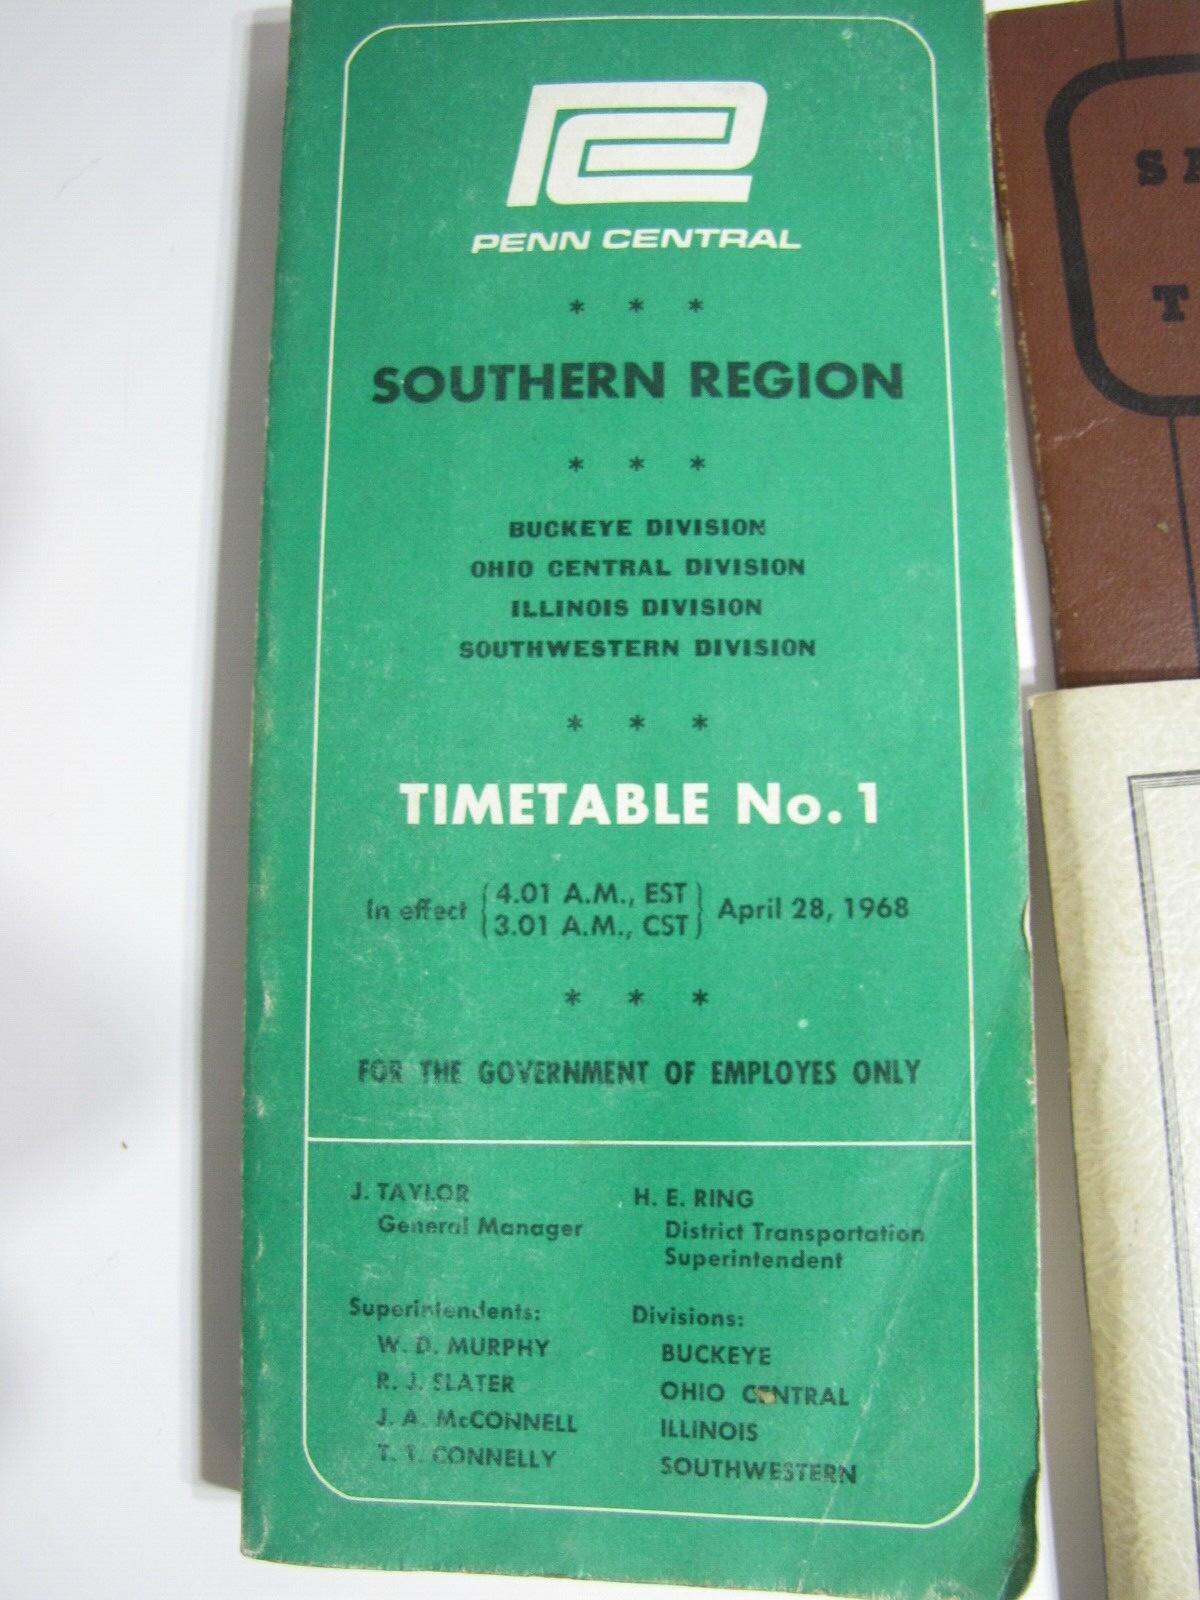 PENN CENTRAL
* * *
SOUTHERN REGION
* * *
BUCKEYE DIVISION
OHIO CENTRAL DIVISION
ILLINOIS DIVISION
SOUTHWESTERN DIVISION
* * *
TIMETABLE No. 1
In effect {4.01 A.M., EST / 3.01 A.M., CST} April 28, 1968
* * *
FOR THE GOVERNMENT OF EMPLOYES ONLY
J. TAYLOR
General Manager
H. E. RING
District Transportation
Superintendent
Superintendents:
W. D. MURPHY
R. J. SLATER
J. A. McCONNELL
T. T. CONNELLY
Divisions:
BUCKEYE
OHIO CENTRAL
ILLINOIS
SOUTHWESTERN